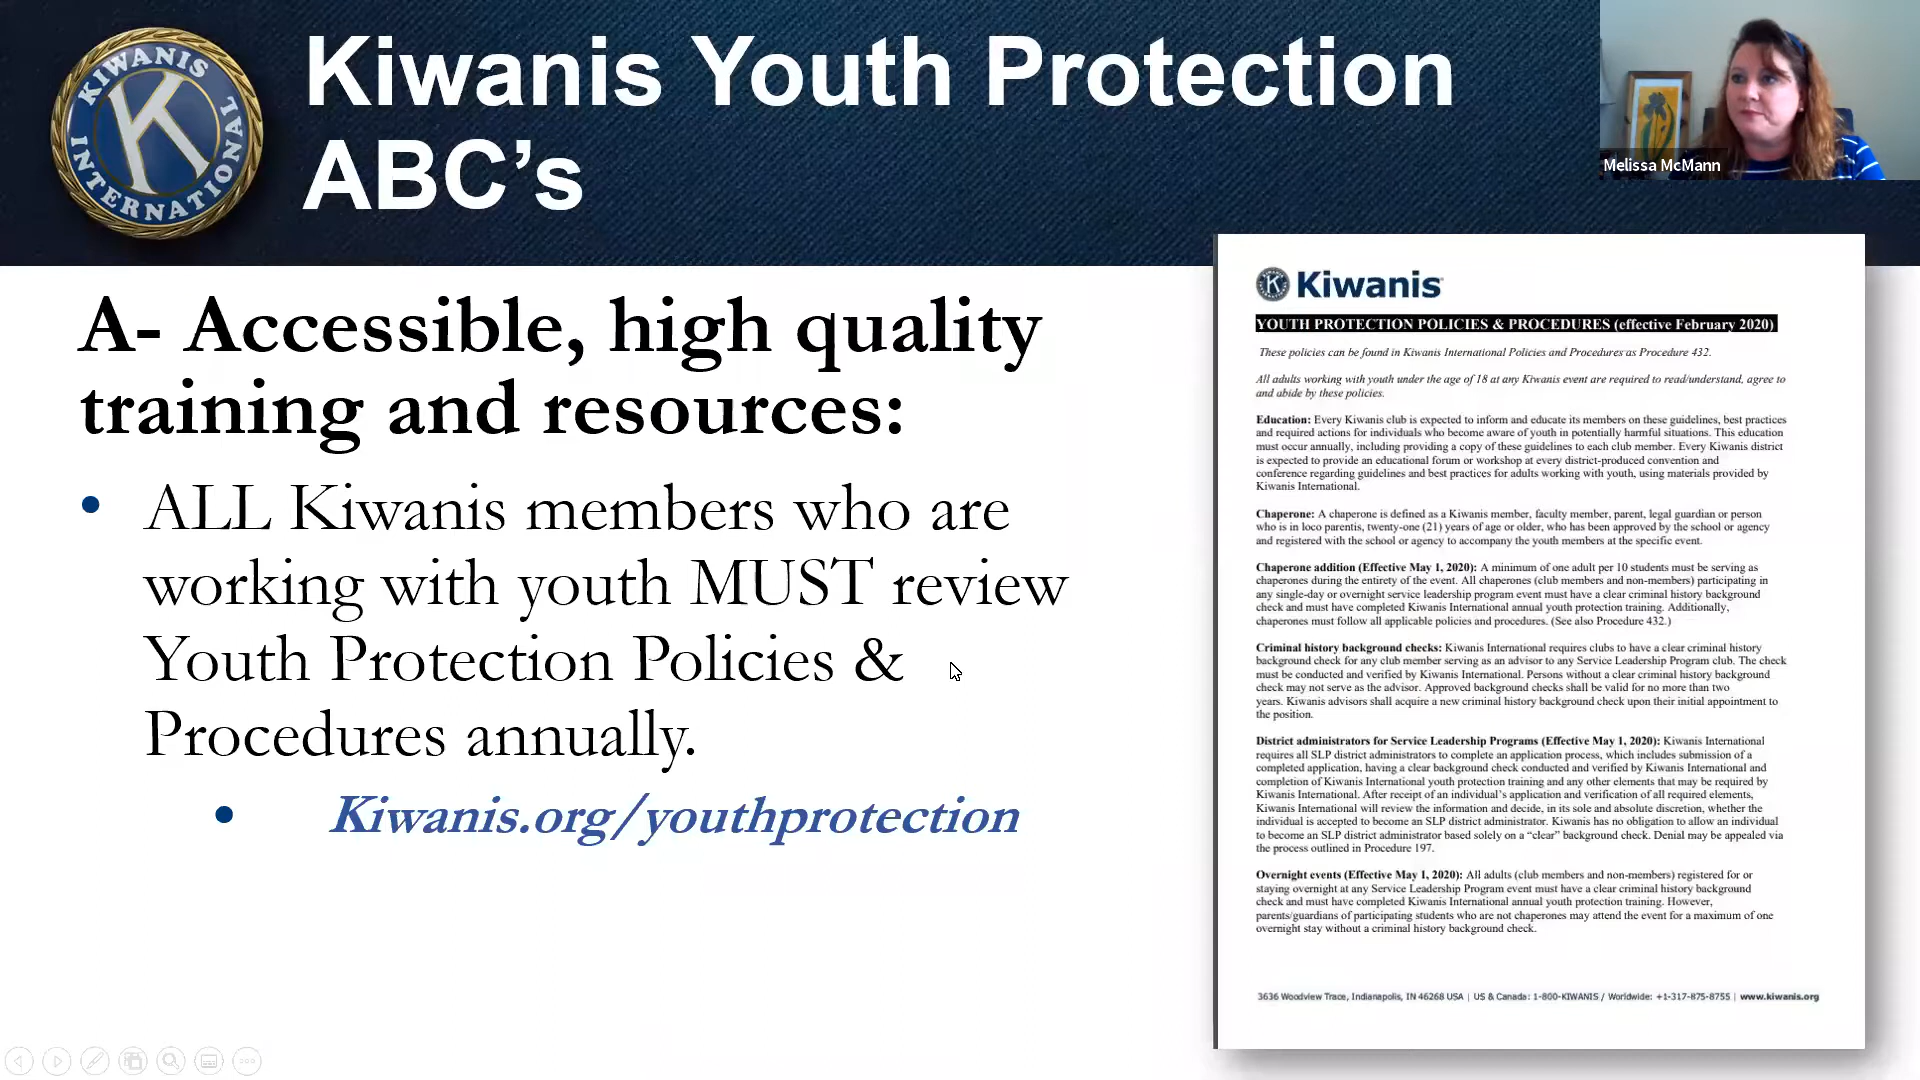 KIWANIS
INTERNATIONAL
K
Kiwanis Youth Protection
ABC’s
Melissa McMann
A- Accessible, high quality
training and resources:
• ALL Kiwanis members who are
working with youth MUST review
Youth Protection Policies &
Procedures annually.
• Kiwanis.org/youthprotection
Kiwanis
YOUTH PROTECTION POLICIES & PROCEDURES (effective February 2020)
These policies can be found in Kiwanis International Policies and Procedures as Procedure 432.
All adults working with youth under the age of 18 at any Kiwanis event are required to read/understand, agree to
and abide by these policies.
Education: Every Kiwanis club is expected to inform and educate its members on these guidelines, best practices
and required actions for individuals who become aware of youth in potentially harmful situations. This education
must occur annually, including providing a copy of these guidelines to each club member. Every Kiwanis district
is expected to provide an educational forum or workshop at every district-produced convention and
conference regarding guidelines and best practices for adults working with youth, using materials provided by
Kiwanis International.
Chaperone: A chaperone is defined as a Kiwanis member, faculty member, parent, legal guardian or person
who is in loco parentis, twenty-one (21) years of age or older, who has been approved by the school or agency
and registered with the school or agency to accompany the youth members at the specific event.
Chaperone addition (Effective May 1, 2020): A minimum of one adult per 10 students must be serving as
chaperones during the entirety of the event. All chaperones (club members and non-members) participating in
any single-day or overnight service leadership program event must have a clear criminal history background
check and must have completed Kiwanis International annual youth protection training. Additionally,
chaperones must follow all applicable policies and procedures. (See also Procedure 432.)
Criminal history background checks: Kiwanis International requires clubs to have a clear criminal history
background check for any club member serving as an advisor to any Service Leadership Program club. The check
must be conducted and verified by Kiwanis International. Persons without a clear criminal history background
check may not serve as the advisor. Approved background checks shall be valid for no more than two
years. Kiwanis advisors shall acquire a new criminal history background check upon their initial appointment to
the position.
District administrators for Service Leadership Programs (Effective May 1, 2020): Kiwanis International
requires all SLP district administrators to complete an application process, which includes submission of a
completed application, having a clear background check conducted and verified by Kiwanis International and
completion of Kiwanis International youth protection training and any other elements that may be required by
Kiwanis International. After receipt of an individual’s application and verification of all required elements,
Kiwanis International will review the information and decide, in its sole and absolute discretion, whether the
individual is accepted to become an SLP district administrator. Kiwanis has no obligation to allow an individual
to become an SLP district administrator based solely on a “clear” background check. Denial may be appealed via
the process outlined in Procedure 197.
Overnight events (Effective May 1, 2020): All adults (club members and non-members) registered for or
staying overnight at any Service Leadership Program event must have a clear criminal history background
check and must have completed Kiwanis International annual youth protection training. However,
parents/guardians of participating students who are not chaperones may attend the event for a maximum of one
overnight stay without a criminal history background check.
3636 Woodview Trace, Indianapolis, IN 46268 USA | US & Canada: 1-800-KIWANIS / Worldwide: +1-317-875-8755 | www.kiwanis.org